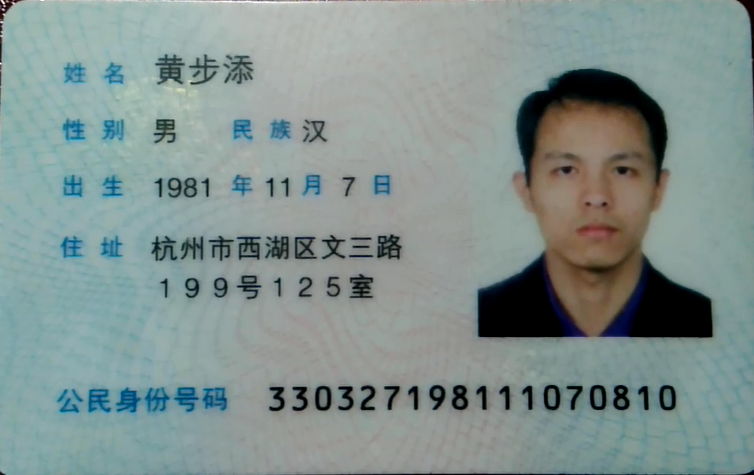 姓名 黄步添
性别 男 民族 汉
出生 1981 年 11 月 7 日
住址 杭州市西湖区文三路
199号125室
公民身份号码 330327198111070810